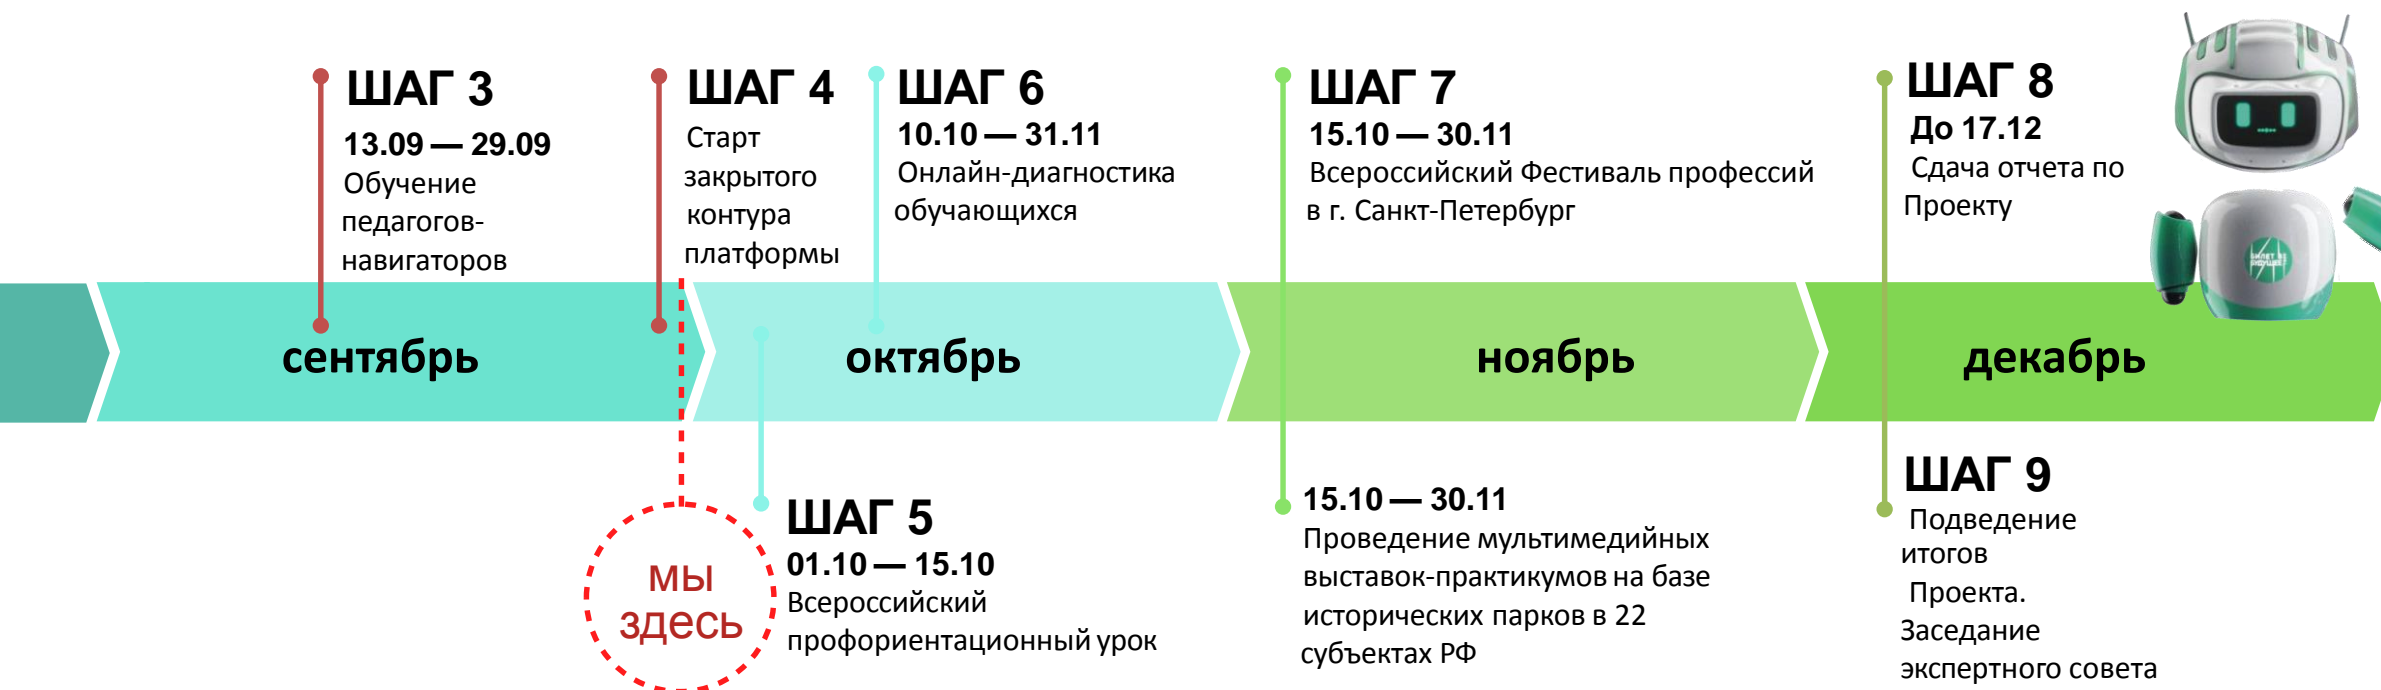 ШАГ 3
13.09 — 29.09
Обучение
педагогов-
навигаторов
ШАГ 4
Старт
закрытого
контура
платформы
ШАГ 6
10.10 — 31.11
Онлайн-диагностика
обучающихся
ШАГ 7
15.10 — 30.11
Всероссийский Фестиваль профессий
в г. Санкт-Петербург
ШАГ 8
До 17.12
Сдача отчета по
Проекту
сентябрь
октябрь
ноябрь
декабрь
мы
здесь
ШАГ 5
01.10 — 15.10
Всероссийский
профориентационный урок
15.10 — 30.11
Проведение мультимедийных
выставок-практикумов на базе
исторических парков в 22
субъектах РФ
ШАГ 9
Подведение
итогов
Проекта.
Заседание
экспертного совета